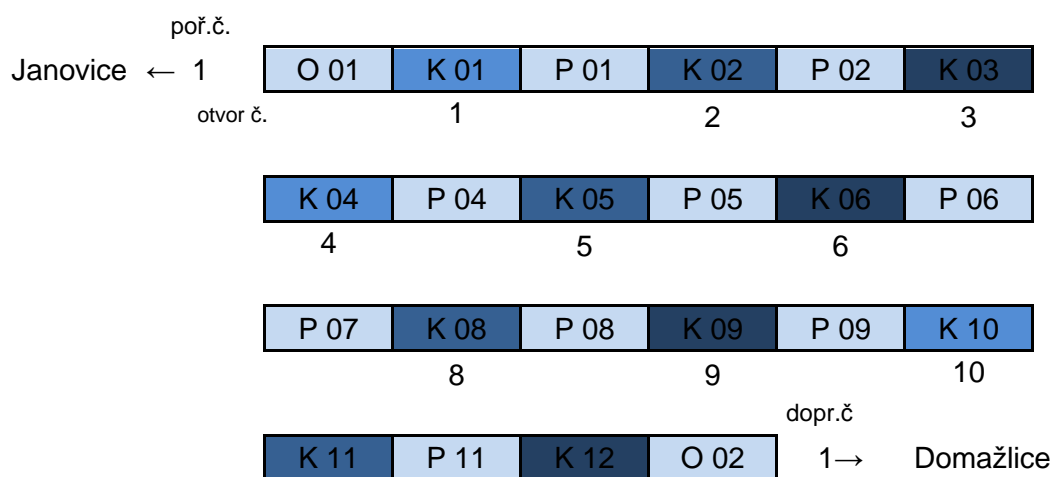 poř.č.
Janovice ← 1 O 01 K 01 P 01 K 02 P 02 K 03
otvor č. 1 2 3
K 04 P 04 K 05 P 05 K 06 P 06
4 5 6
P 07 K 08 P 08 K 09 P 09 K 10
8 9 10
dopr.č
K 11 P 11 K 12 O 02 1→ Domažlice